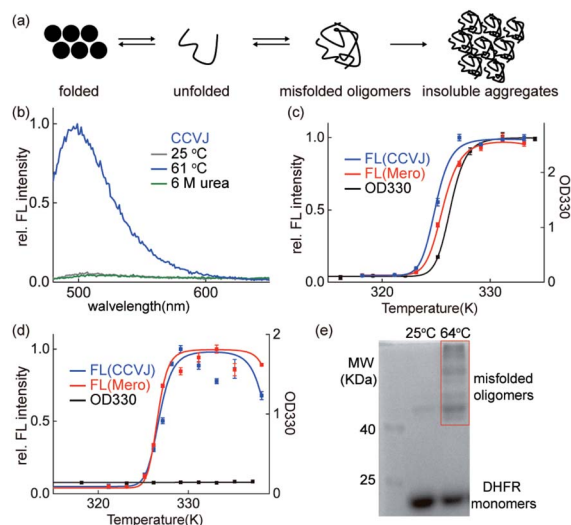 (a)
folded unfolded misfolded oligomers insoluble aggregates
(b)
CCVJ
25 °C
61 °C
6 M urea
rel. FL intensity
1.0
0.5
0.0
500 600
wavelength(nm)
(c)
FL(CCVJ)
FL(Mero)
OD330
rel. FL intensity
1.0
0.5
0.0
2
1
0
OD330
320 330
Temperature(K)
(d)
FL(CCVJ)
FL(Mero)
OD330
rel. FL intensity
1.0
0.5
0.0
2
1
0
OD330
320 330
Temperature(K)
(e)
25°C 64°C
MW
(KDa)
misfolded
oligomers
40
25
DHFR
monomers